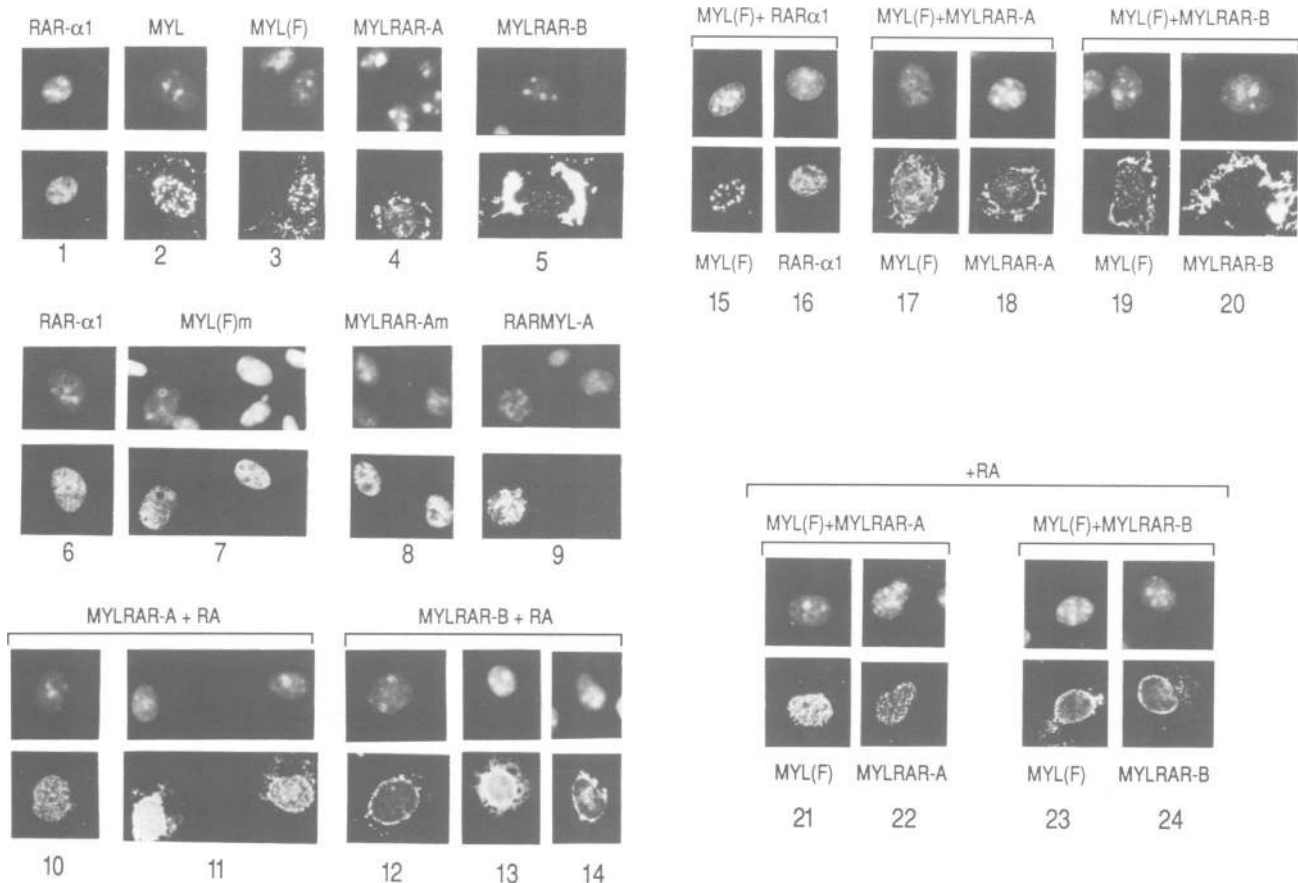 RAR-α1 MYL MYL(F) MYLRAR-A MYLRAR-B
1 2 3 4 5
RAR-α1 MYL(F)m MYLRAR-Am RARMYL-A
6 7 8 9
MYLRAR-A + RA MYLRAR-B + RA
10 11 12 13 14
MYL(F)+ RARα1 MYL(F)+MYLRAR-A MYL(F)+MYLRAR-B
MYL(F) RAR-α1 MYL(F) MYLRAR-A MYL(F) MYLRAR-B
15 16 17 18 19 20
+RA
MYL(F)+MYLRAR-A MYL(F)+MYLRAR-B
MYL(F) MYLRAR-A MYL(F) MYLRAR-B
21 22 23 24